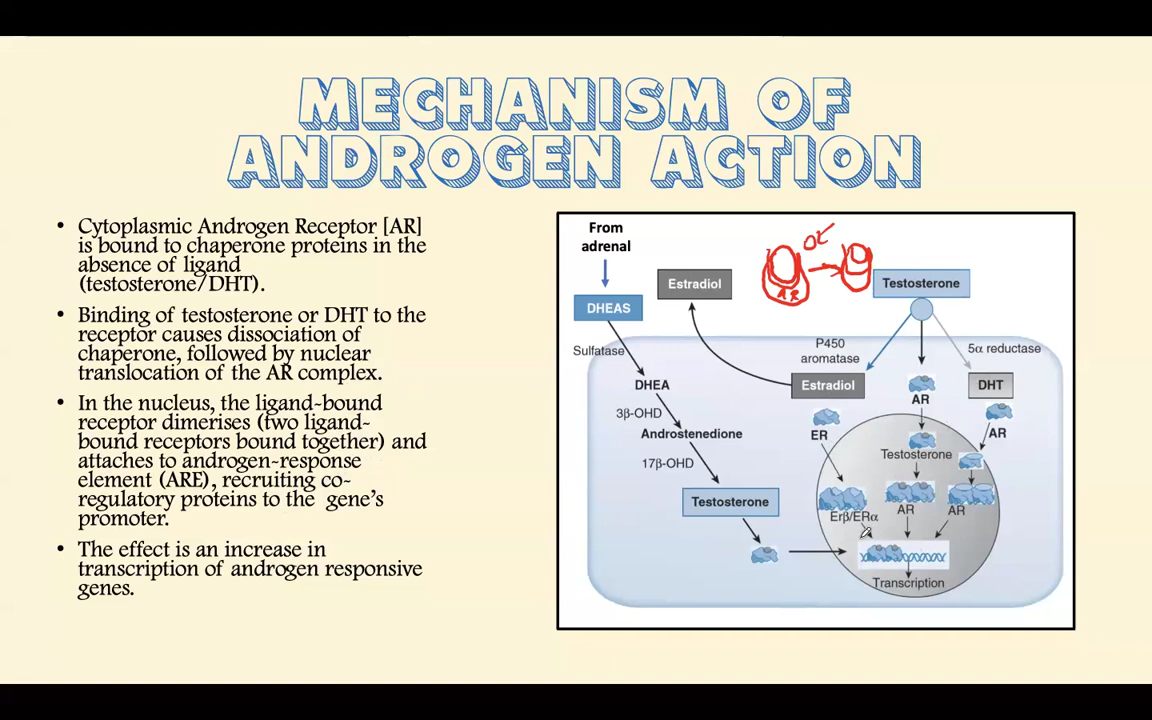 MECHANISM OF
ANDROGEN ACTION
• Cytoplasmic Androgen Receptor [AR]
is bound to chaperone proteins in the
absence of ligand
(testosterone/DHT).
• Binding of testosterone or DHT to the
receptor causes dissociation of
chaperone, followed by nuclear
translocation of the AR complex.
• In the nucleus, the ligand-bound
receptor dimerises (two ligand-
bound receptors bound together) and
attaches to androgen-response
element (ARE), recruiting co-
regulatory proteins to the gene's
promoter.
• The effect is an increase in
transcription of androgen responsive
genes.
From
adrenal
DHEAS
Sulfatase
DHEA
3β-OHD
Androstenedione
17β-OHD
Testosterone
Estradiol
AR
Testosterone
P450
aromatase
5α reductase
Estradiol
AR
DHT
ER
AR
Testosterone
Erβ/ERα
AR
AR
Transcription